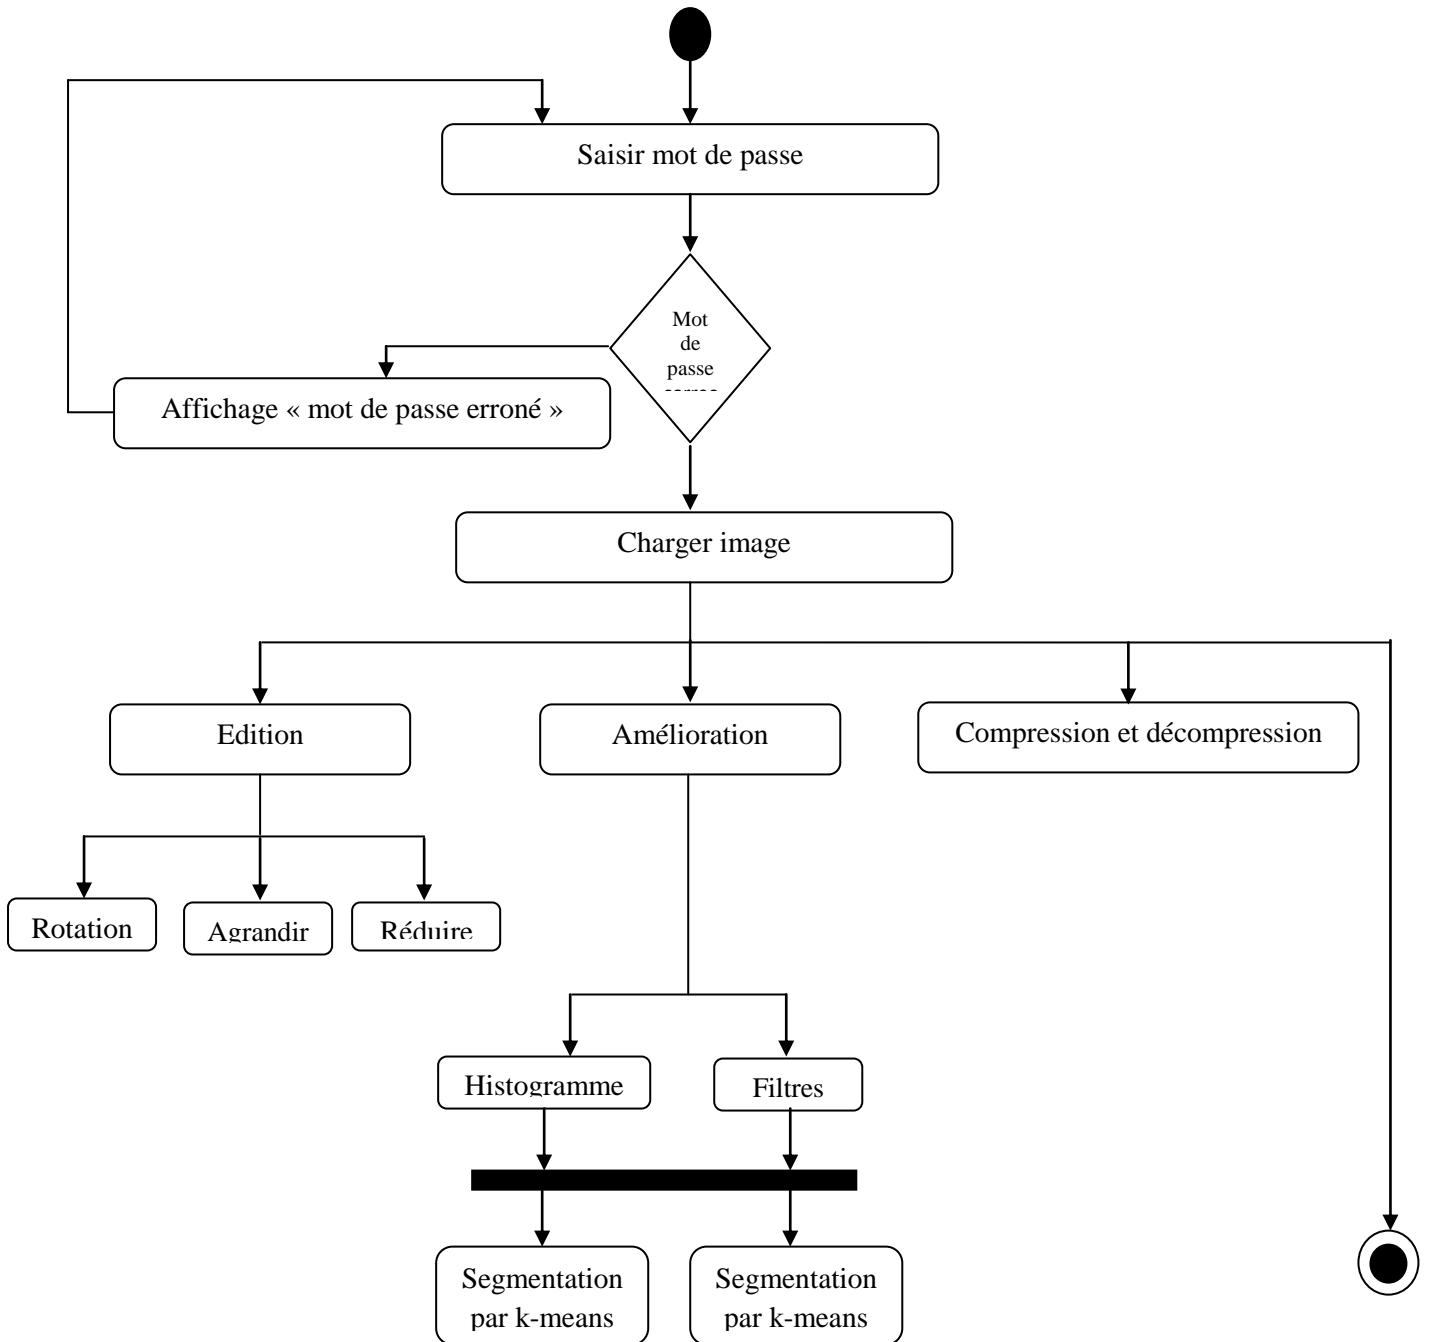 Saisir mot de passe
Mot
de
passe
Affichage « mot de passe erroné »
Charger image
Edition
Amélioration
Compression et décompression
Rotation
Agrandir
Réduire
Histogramme
Filtres
Segmentation
par k-means
Segmentation
par k-means